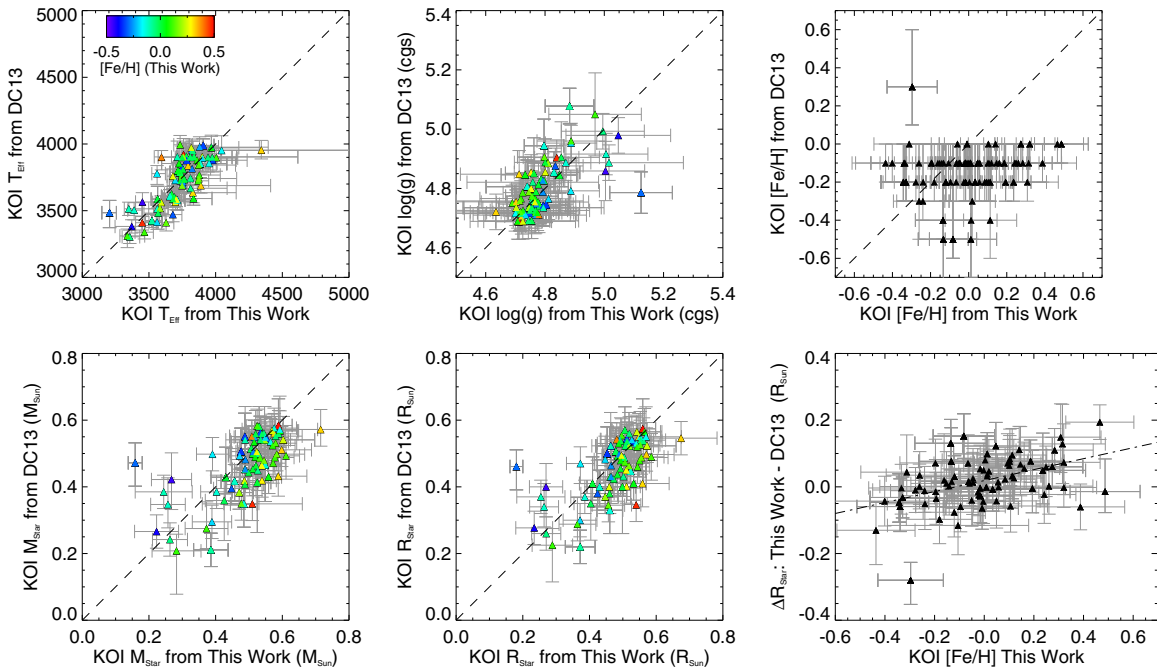 5000
4500
4000
3500
3000
3000 3500 4000 4500 5000
-0.5 0.0 0.5
[Fe/H] (This Work)
KOI T_Eff from DC13
KOI T_Eff from This Work
5.4
5.2
5.0
4.8
4.6
4.6 4.8 5.0 5.2 5.4
KOI log(g) from DC13 (cgs)
KOI log(g) from This Work (cgs)
0.6
0.4
0.2
0.0
-0.2
-0.4
-0.6
-0.6 -0.4 -0.2 0.0 0.2 0.4 0.6
KOI [Fe/H] from DC13
KOI [Fe/H] from This Work
0.8
0.6
0.4
0.2
0.0
0.0 0.2 0.4 0.6 0.8
KOI M_Star from DC13 (M_Sun)
KOI M_Star from This Work (M_Sun)
0.8
0.6
0.4
0.2
0.0
0.0 0.2 0.4 0.6 0.8
KOI R_Star from DC13 (R_Sun)
KOI R_Star from This Work (R_Sun)
0.4
0.2
0.0
-0.2
-0.4
-0.6 -0.4 -0.2 -0.0 0.2 0.4 0.6
ΔR_Star: This Work - DC13 (R_Sun)
KOI [Fe/H] This Work